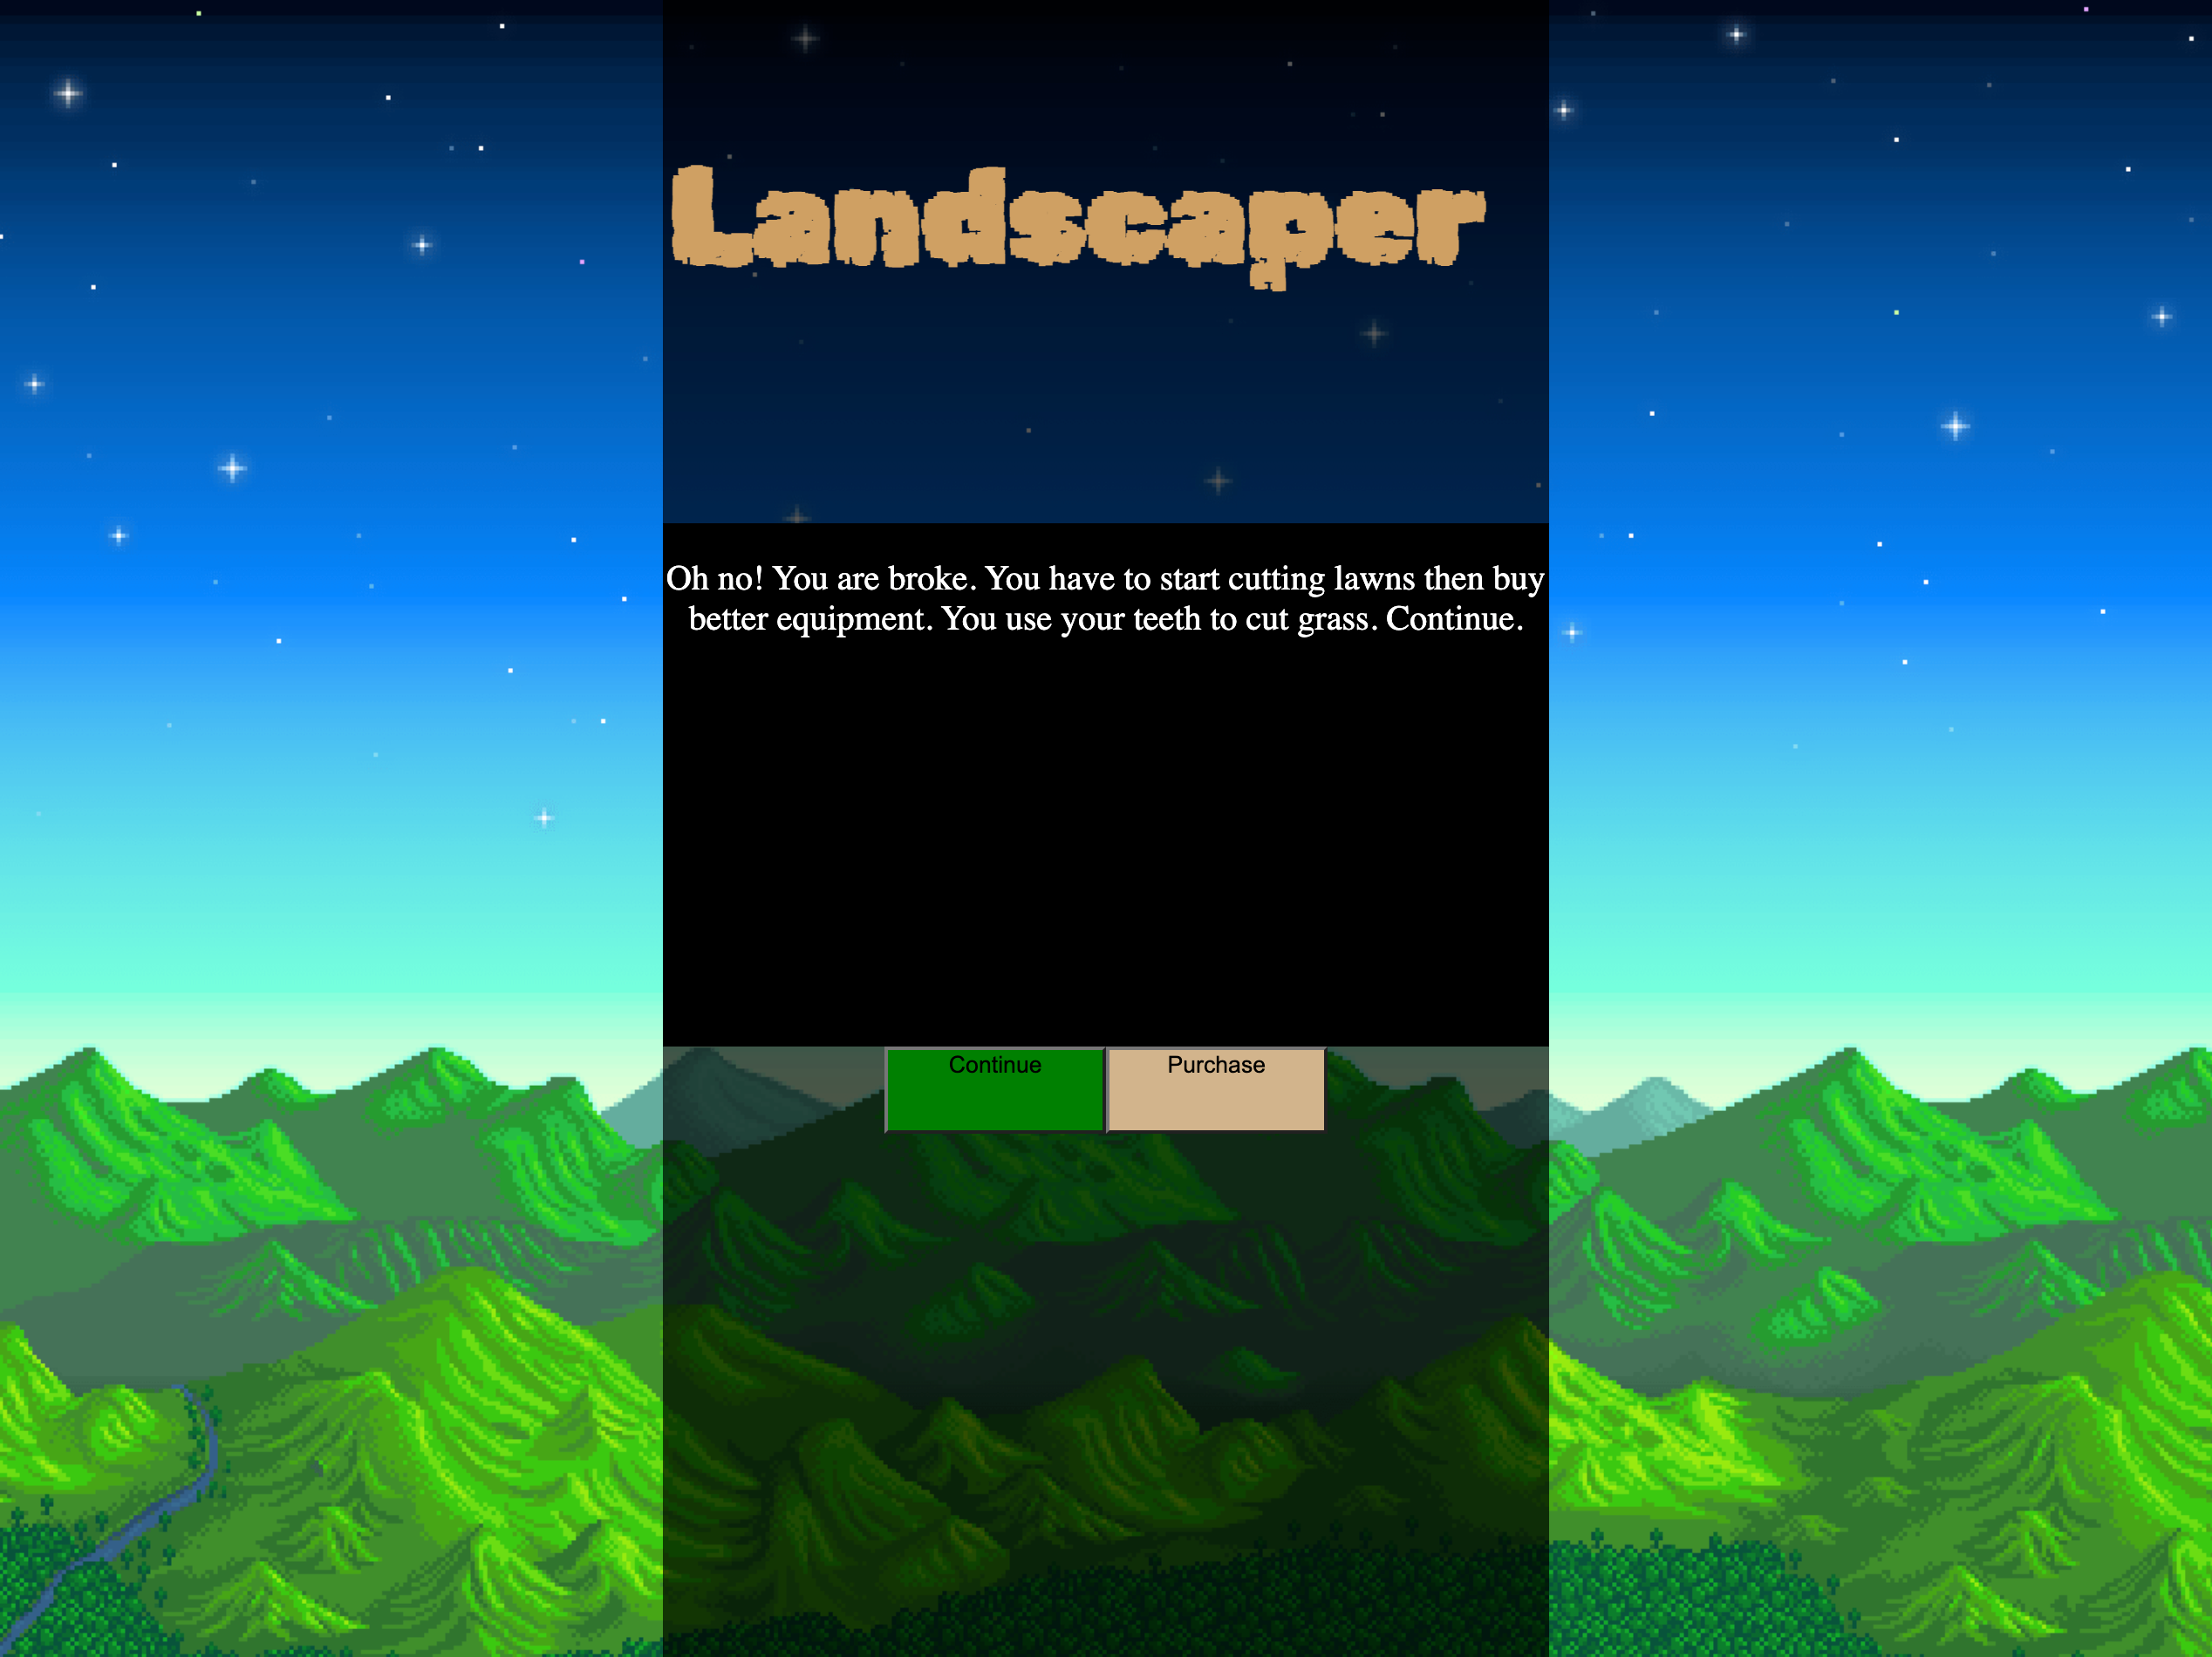 Landscaper
Oh no! You are broke. You have to start cutting lawns then buy
better equipment. You use your teeth to cut grass. Continue.
Continue
Purchase